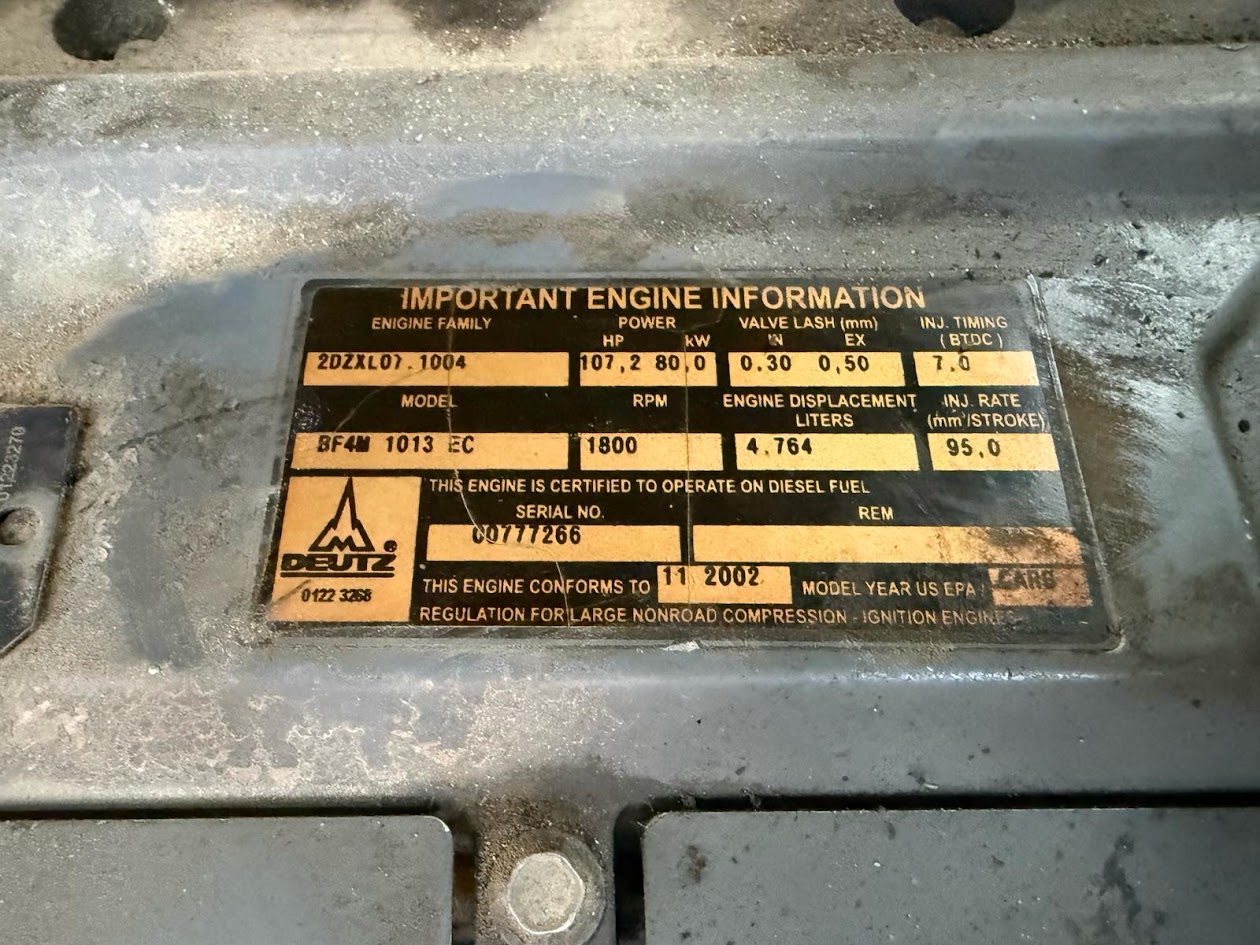 IMPORTANT ENGINE INFORMATION
ENIGINE FAMILY POWER VALVE LASH (mm) INJ. TIMING
HP kW IN EX (BTDC)
2DZXL07.1004 107,2 80,0 0.30 0,50 7.0
MODEL RPM ENGINE DISPLACEMENT INJ. RATE
LITERS (mm³/STROKE)
BF4M 1013 EC 1800 4.764 95.0
THIS ENGINE IS CERTIFIED TO OPERATE ON DIESEL FUEL
SERIAL NO. REM
00777266
DEUTZ ®
0122 3268
THIS ENGINE CONFORMS TO 11 2002 MODEL YEAR US EPA / CARB
REGULATION FOR LARGE NONROAD COMPRESSION - IGNITION ENGINES
01223270